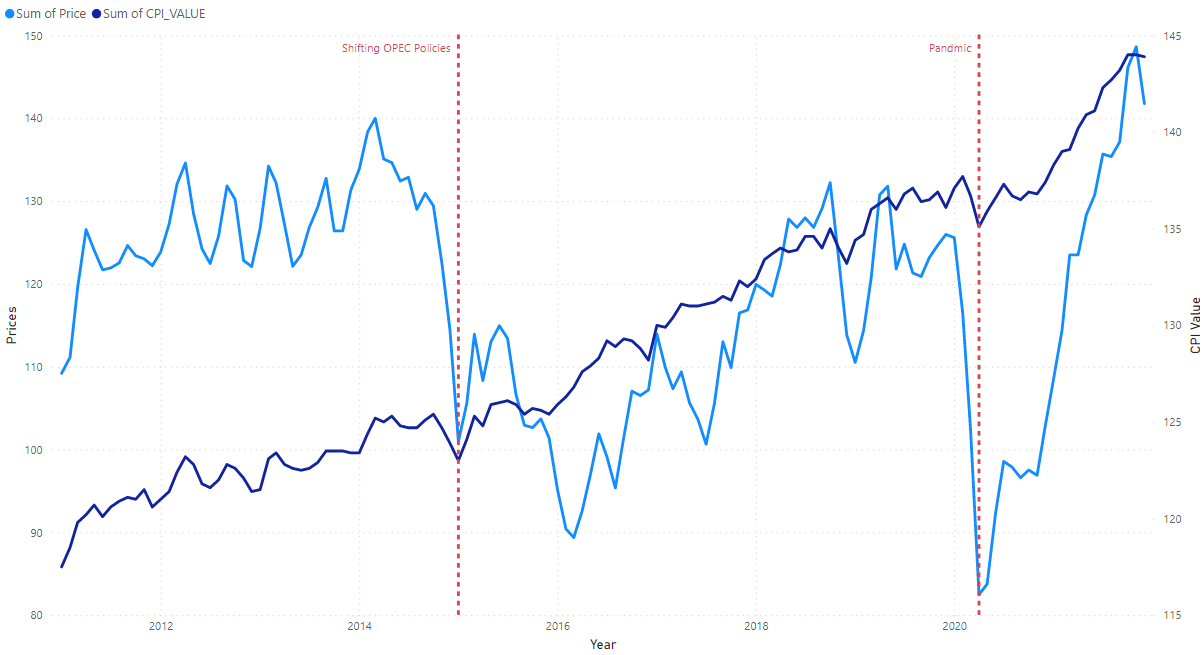 Sum of Price Sum of CPI_VALUE
150 145
Shifting OPEC Policies Pandmic
140 140
130 135
120
Prices 130 CPI Value
110
100 125
90 120
80 115
2012 2014 2016 2018 2020
Year